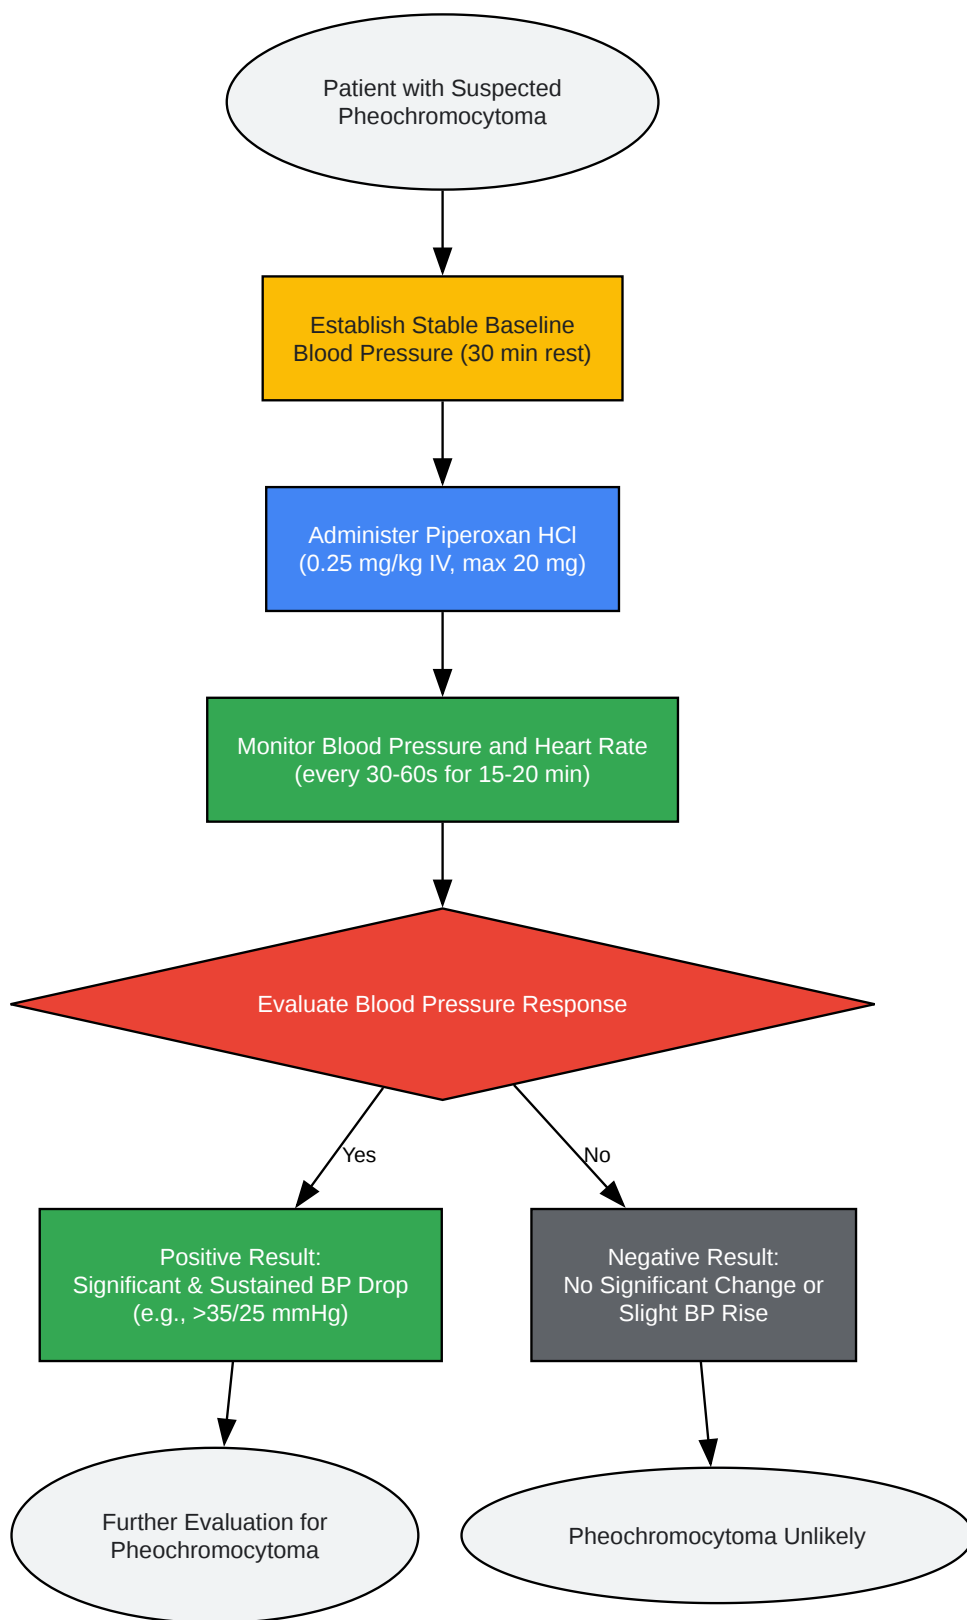 Patient with Suspected
Pheochromocytoma
Establish Stable Baseline
Blood Pressure (30 min rest)
Administer Piperoxan HCl
(0.25 mg/kg IV, max 20 mg)
Monitor Blood Pressure and Heart Rate
(every 30-60s for 15-20 min)
Evaluate Blood Pressure Response
Yes
No
Positive Result:
Significant & Sustained BP Drop
(e.g., >35/25 mmHg)
Negative Result:
No Significant Change or
Slight BP Rise
Further Evaluation for
Pheochromocytoma
Pheochromocytoma Unlikely